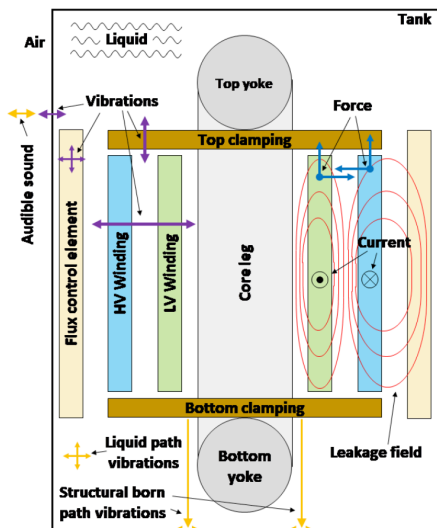 Tank
Air
Liquid
Vibrations
Top yoke
Force
Top clamping
Audible sound
Flux control element
HV Winding
LV Winding
Core leg
Current
Bottom clamping
Liquid path
vibrations
Bottom
yoke
Leakage field
Structural born
path vibrations